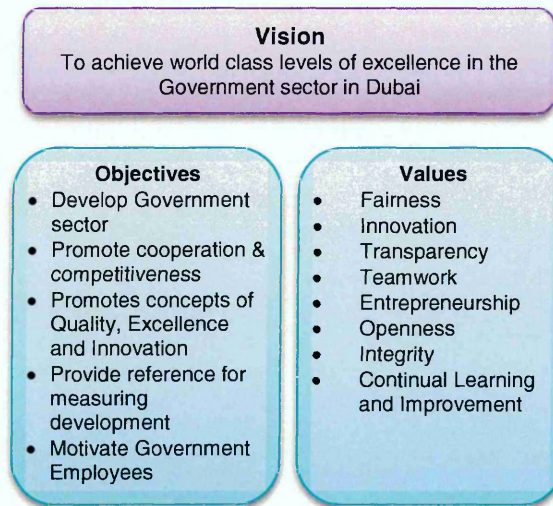 Vision
To achieve world class levels of excellence in the
Government sector in Dubai
Objectives
• Develop Government
sector
• Promote cooperation &
competitiveness
• Promotes concepts of
Quality, Excellence
and Innovation
• Provide reference for
measuring
development
• Motivate Government
Employees
Values
• Fairness
• Innovation
• Transparency
• Teamwork
• Entrepreneurship
• Openness
• Integrity
• Continual Learning
and Improvement